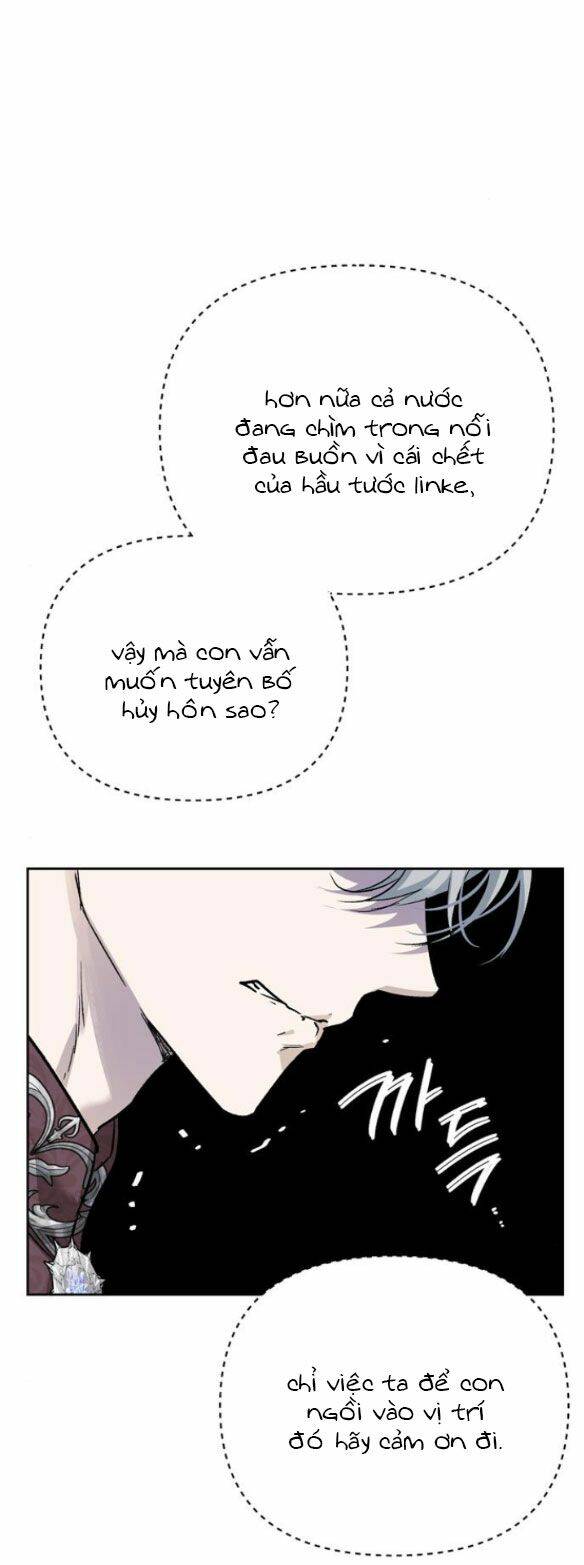 hơn nữa cả nước
đang chìm trong nỗi
đau buồn vì cái chết
của hầu tước linke,
vậy mà con vẫn
muốn tuyên bố
hủy hôn sao?
까득
chỉ việc ta để con
ngồi vào vị trí
đó hãy cảm ơn đi.